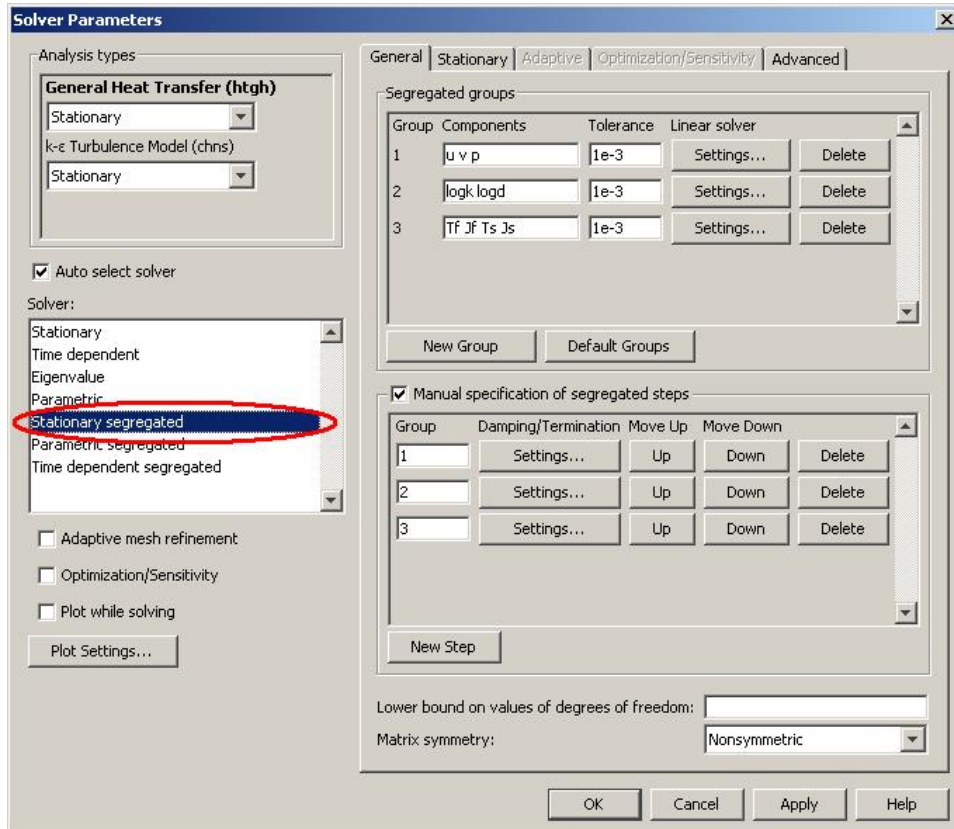 Solver Parameters
Analysis types
General Heat Transfer (htgh)
Stationary
k-ε Turbulence Model (chns)
Stationary
Auto select solver
Solver:
Stationary
Time dependent
Eigenvalue
Parametric
Stationary segregated
Parametric segregated
Time dependent segregated
Adaptive mesh refinement
Optimization/Sensitivity
Plot while solving
Plot Settings...
General Stationary Adaptive Optimization/Sensitivity Advanced
Segregated groups
Group Components Tolerance Linear solver
1 u v p 1e-3 Settings... Delete
2 logk logd 1e-3 Settings... Delete
3 Tf Jf Ts Js 1e-3 Settings... Delete
New Group Default Groups
Manual specification of segregated steps
Group Damping/Termination Move Up Move Down
1 Settings... Up Down Delete
2 Settings... Up Down Delete
3 Settings... Up Down Delete
New Step
Lower bound on values of degrees of freedom:
Matrix symmetry: Nonsymmetric
OK Cancel Apply Help